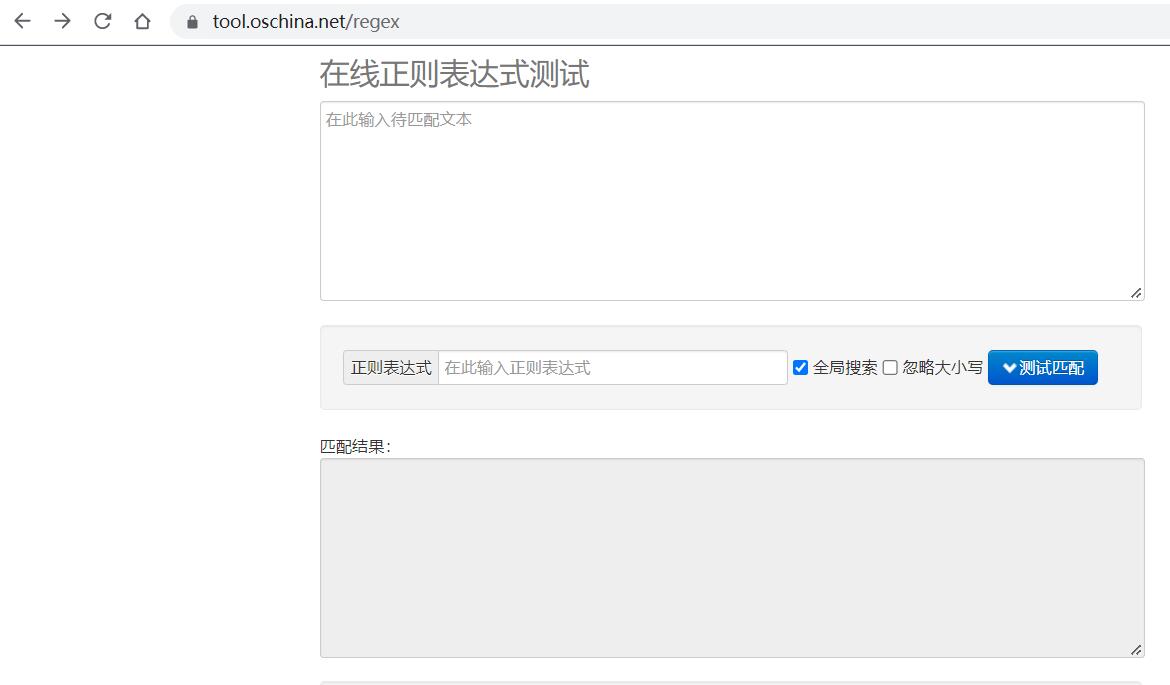 tool.oschina.net/regex
在线正则表达式测试
在此输入待匹配文本
正则表达式 在此输入正则表达式 全局搜索 忽略大小写 测试匹配
匹配结果：